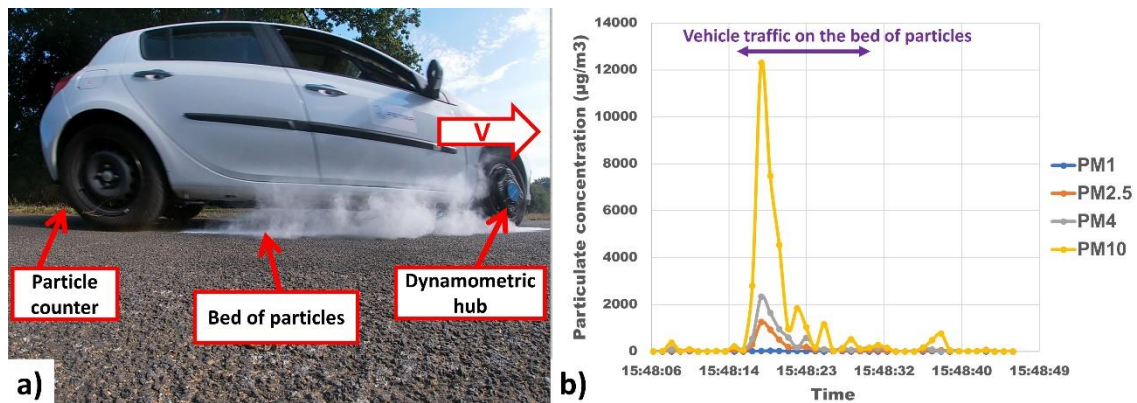 V
Particle
counter
Bed of particles
Dynamometric
hub
a)
Particulate concentration (µg/m3)
14000
12000
10000
8000
6000
4000
2000
0
Vehicle traffic on the bed of particles
15:48:06 15:48:14 15:48:23 15:48:32 15:48:40 15:48:49
Time
PM1
PM2.5
PM4
PM10
b)